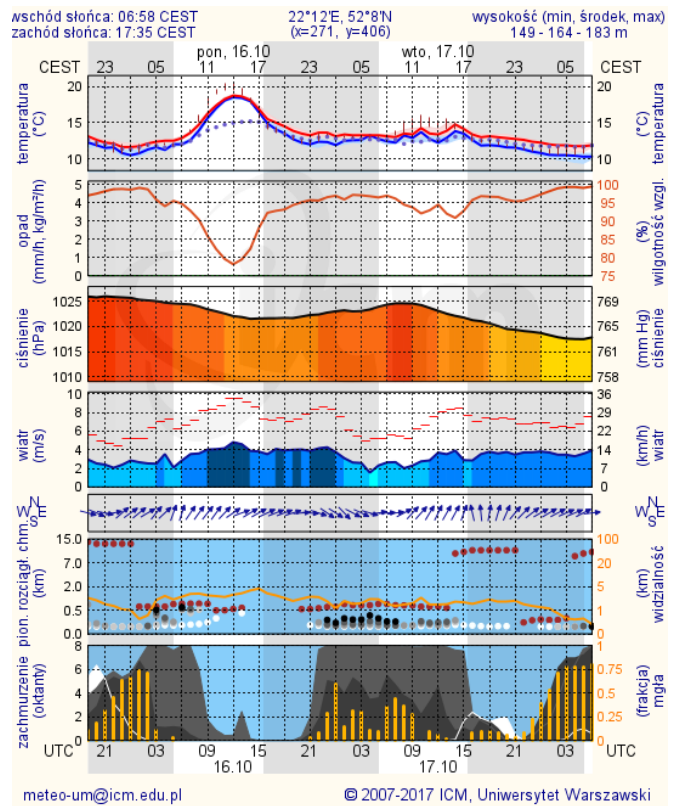 wschód słońca: 06:58 CEST 22°12'E, 52°8'N wysokość (min, środek, max)
zachód słońca: 17:35 CEST (x=271, y=406) 149 - 164 - 183 m
pon, 16.10 wto, 17.10
CEST 23 05 11 17 23 05 11 17 23 05 CEST
temperatura (°C) 20 15 10 20 15 10 (°C) temperatura
opad (mm/h, kg/m²/h) 5 4 3 2 1 0 100 95 90 85 80 75 (%) wilgotność wzgl.
ciśnienie (hPa) 1025 1020 1015 1010 769 765 761 758 (mm Hg) ciśnienie
wiatr (m/s) 10 8 6 4 2 0 36 29 22 14 7 0 (km/h) wiatr
N W E S N W E S
pion. rozciągł. chm. (km) 15.0 7.0 2.0 0.5 0.0 100 20 5 1 0 (km) widzialność
zachmurzenie (oktanty) 8 6 4 2 0 1 0.75 0.5 0.25 0 (frakcja) mgła
UTC 21 03 09 15 21 03 09 15 21 03 UTC
16.10 17.10
meteo-um@icm.edu.pl © 2007-2017 ICM, Uniwersytet Warszawski